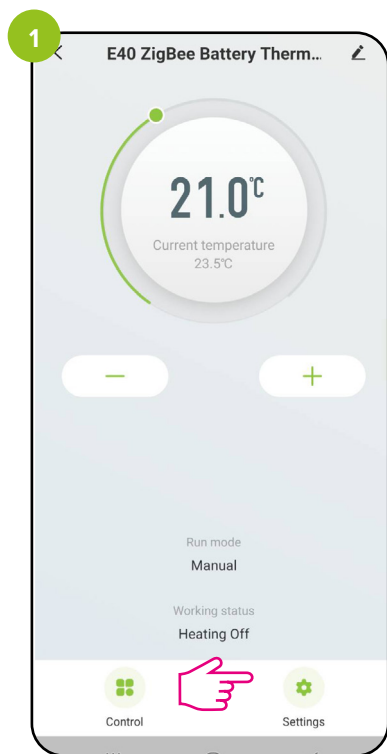 1
E40 ZigBee Battery Therm...
21.0℃
Current temperature
23.5℃
Run mode
Manual
Working status
Heating Off
Control
Settings